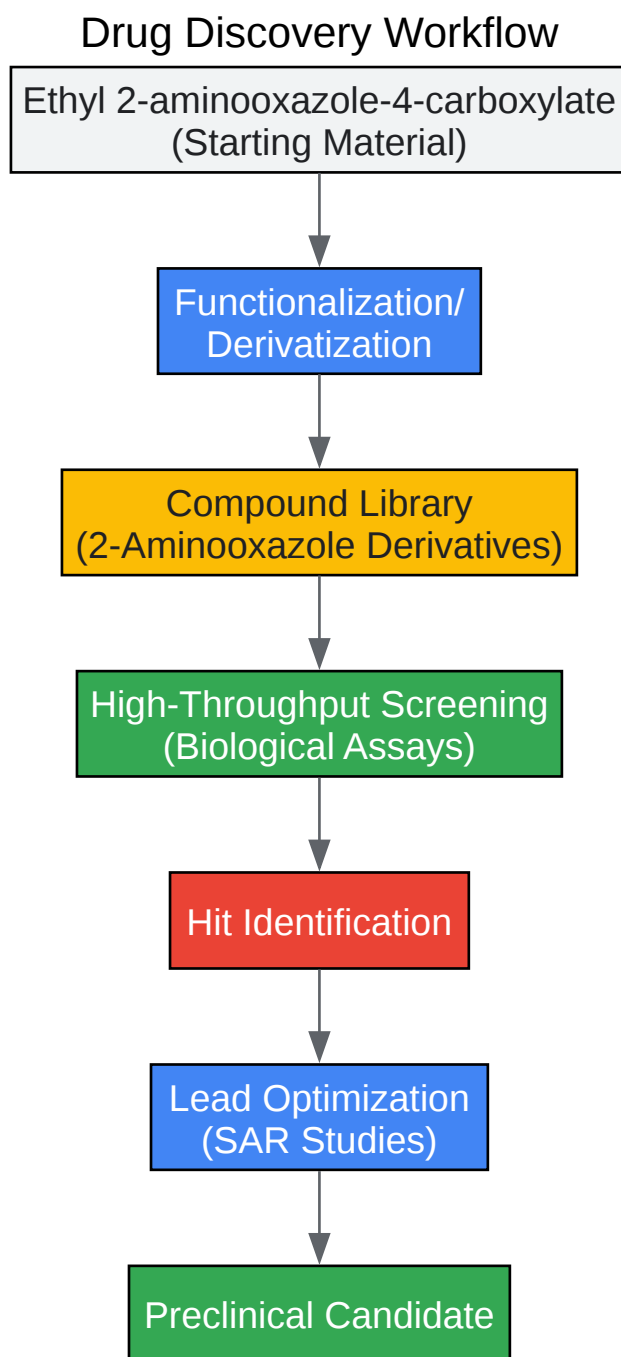 Drug Discovery Workflow
Ethyl 2-aminooxazole-4-carboxylate
(Starting Material)
Functionalization/
Derivatization
Compound Library
(2-Aminooxazole Derivatives)
High-Throughput Screening
(Biological Assays)
Hit Identification
Lead Optimization
(SAR Studies)
Preclinical Candidate